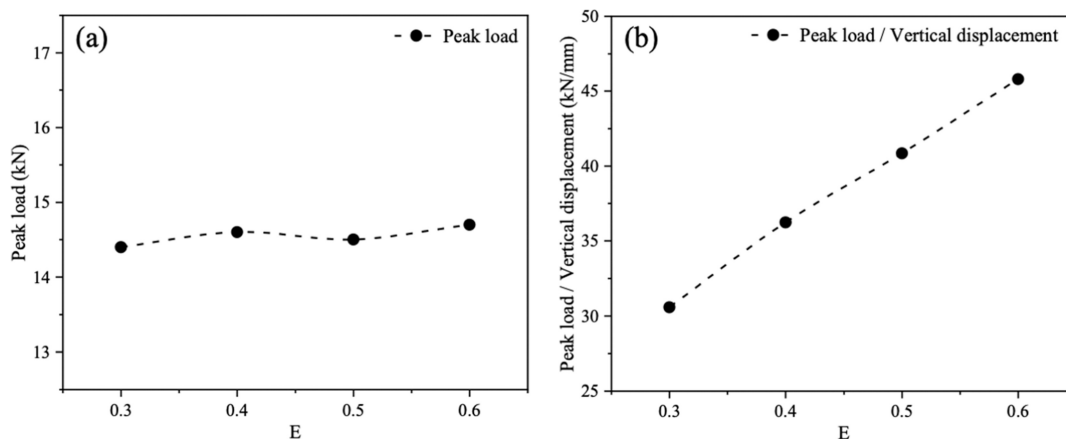 (a)
Peak load
Peak load (kN)
17
16
15
14
13
0.3 0.4 0.5 0.6
E
(b)
Peak load / Vertical displacement
Peak load / Vertical displacement (kN/mm)
50
45
40
35
30
25
0.3 0.4 0.5 0.6
E